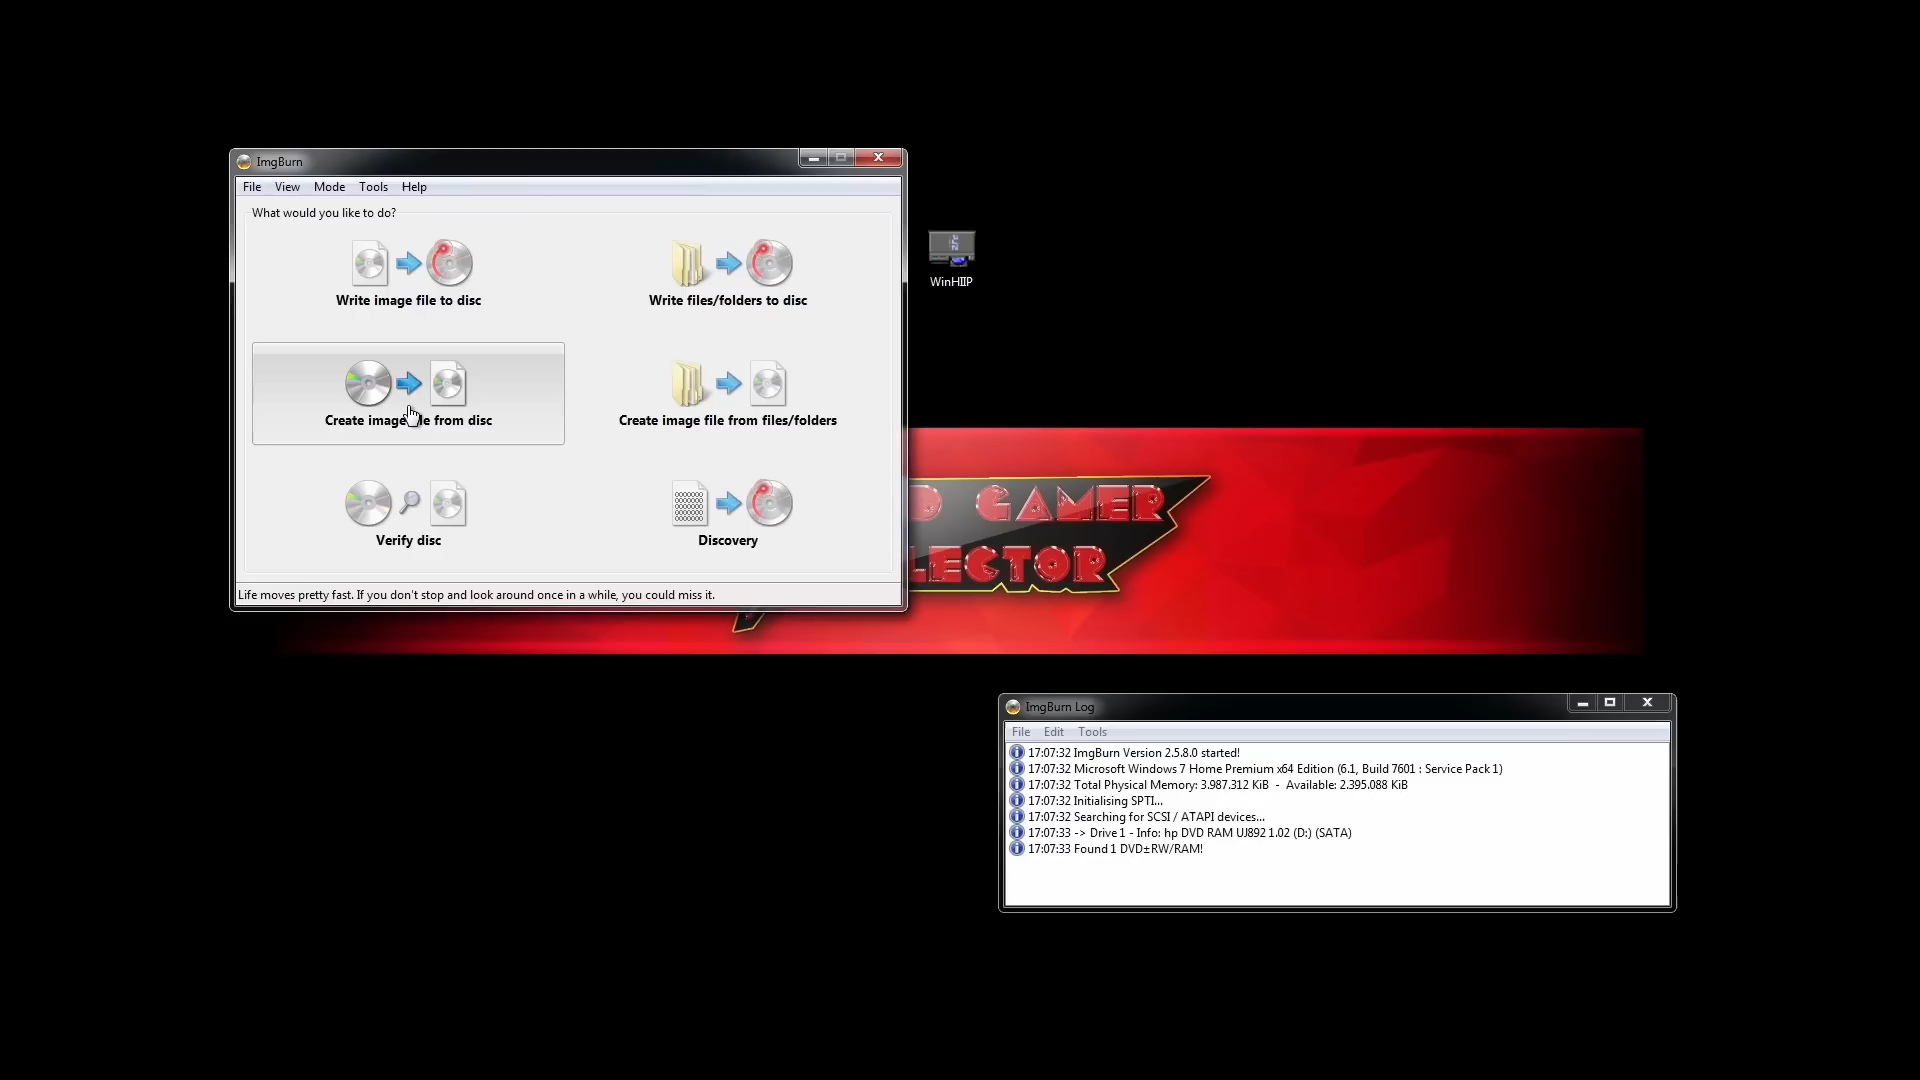 ImgBurn
File View Mode Tools Help
What would you like to do?
Write image file to disc
Write files/folders to disc
Create image file from disc
Create image file from files/folders
Verify disc
Discovery
Life moves pretty fast. If you don't stop and look around once in a while, you could miss it.
WinHIIP
GAMER
ImgBurn Log
File Edit Tools
17:07:32 ImgBurn Version 2.5.8.0 started!
17:07:32 Microsoft Windows 7 Home Premium x64 Edition (6.1, Build 7601 : Service Pack 1)
17:07:32 Total Physical Memory: 3.987.312 KiB - Available: 2.395.088 KiB
17:07:32 Initialising SPTI...
17:07:32 Searching for SCSI / ATAPI devices...
17:07:33 -> Drive 1 - Info: hp DVD RAM UJ892 1.02 (D:) (SATA)
17:07:33 Found 1 DVD±RW/RAM!